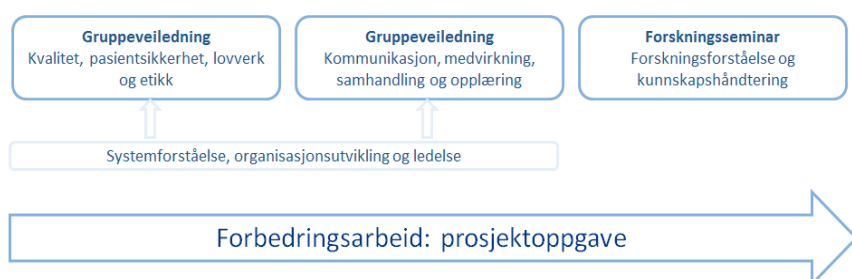 Gruppeveiledning
Kvalitet, pasientsikkerhet, lovverk
og etikk
Gruppeveiledning
Kommunikasjon, medvirkning,
samhandling og opplæring
Forskningsseminar
Forskningsforståelse og
kunnskapshåndtering
Systemforståelse, organisasjonsutvikling og ledelse
Forbedringsarbeid: prosjektoppgave